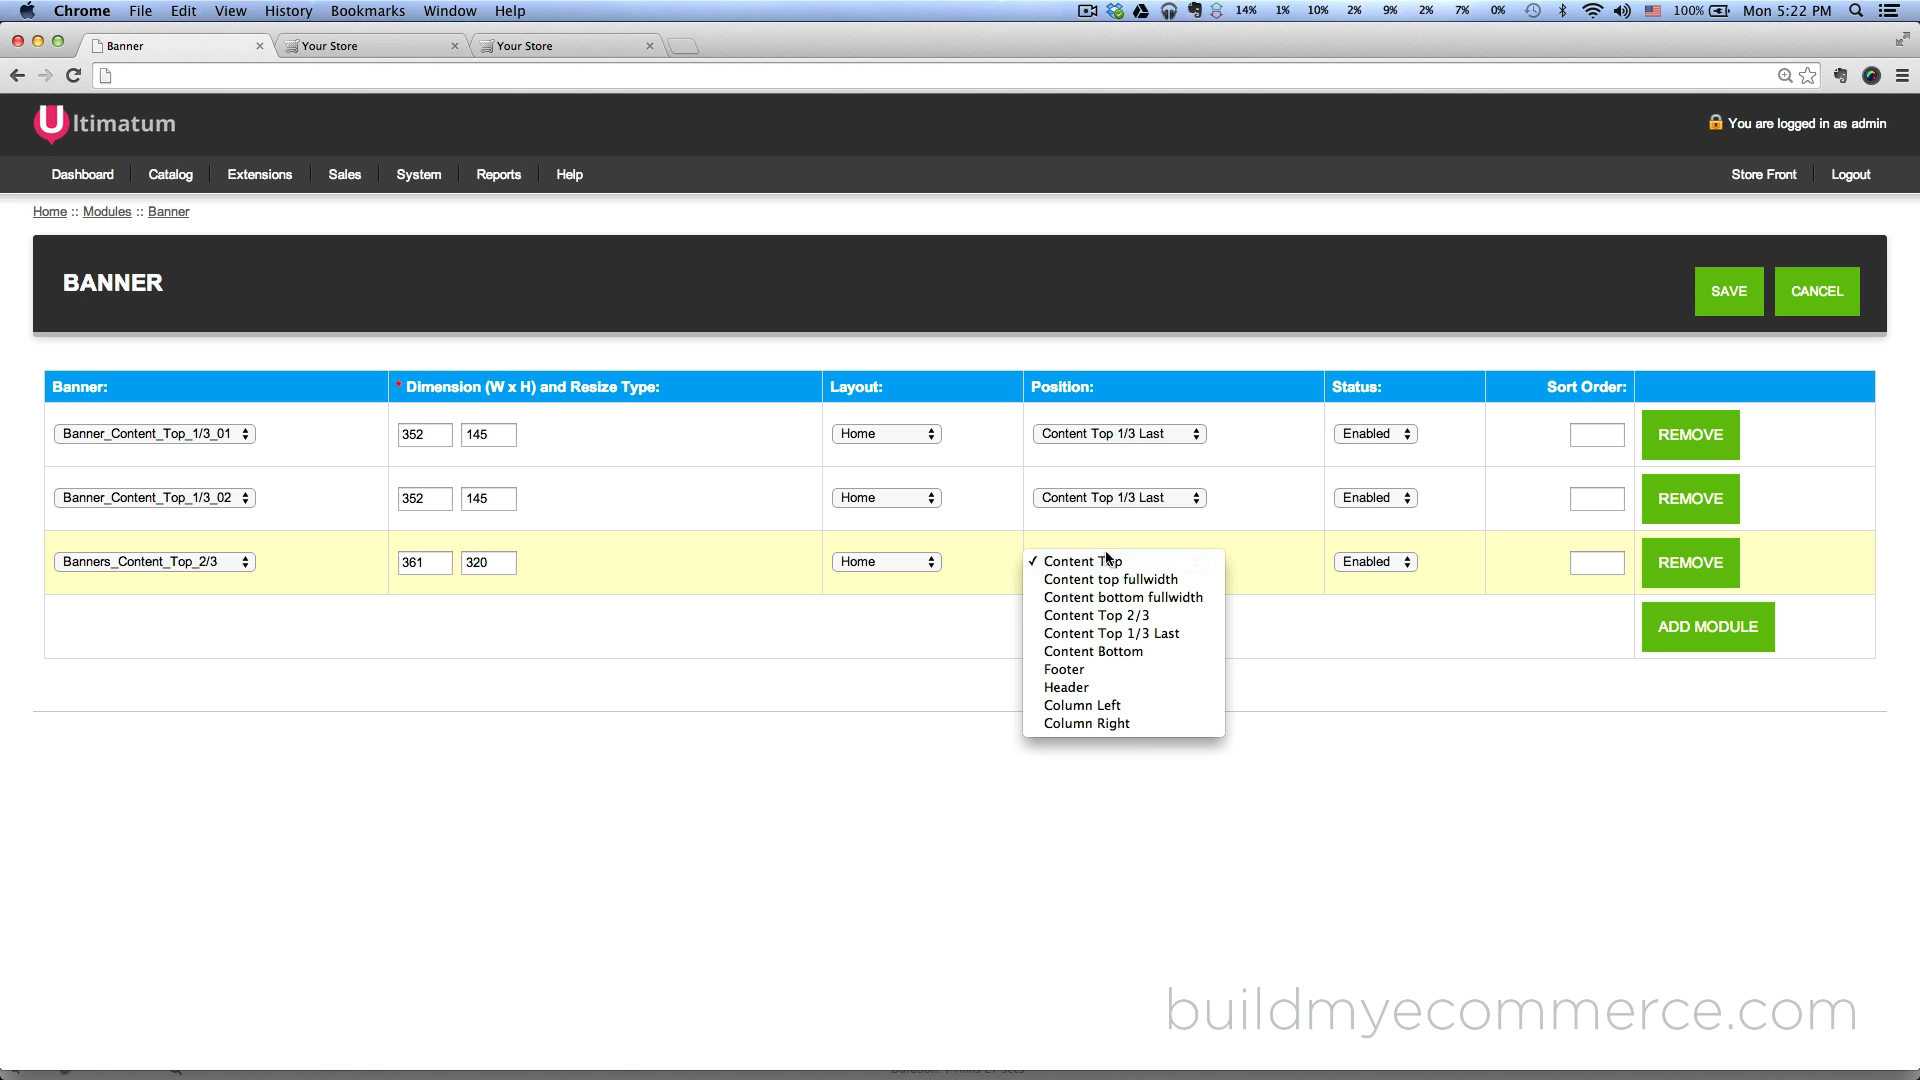 Chrome File Edit View History Bookmarks Window Help 14% 1% 10% 2% 9% 2% 7% 0% 100% Mon 5:22 PM
Banner Your Store Your Store
Ultimatum
You are logged in as admin
Dashboard Catalog Extensions Sales System Reports Help Store Front Logout
Home :: Modules :: Banner
BANNER
SAVE CANCEL
Banner: * Dimension (W x H) and Resize Type: Layout: Position: Status: Sort Order:
Banner_Content_Top_1/3_01 352 145 Home Content Top 1/3 Last Enabled REMOVE
Banner_Content_Top_1/3_02 352 145 Home Content Top 1/3 Last Enabled REMOVE
Banners_Content_Top_2/3 361 320 Home ✓ Content Top Enabled REMOVE
Content top fullwidth
Content bottom fullwidth
Content Top 2/3
ADD MODULE
Content Top 1/3 Last
Content Bottom
Footer
Header
Column Left
Column Right
buildmyecommerce.com